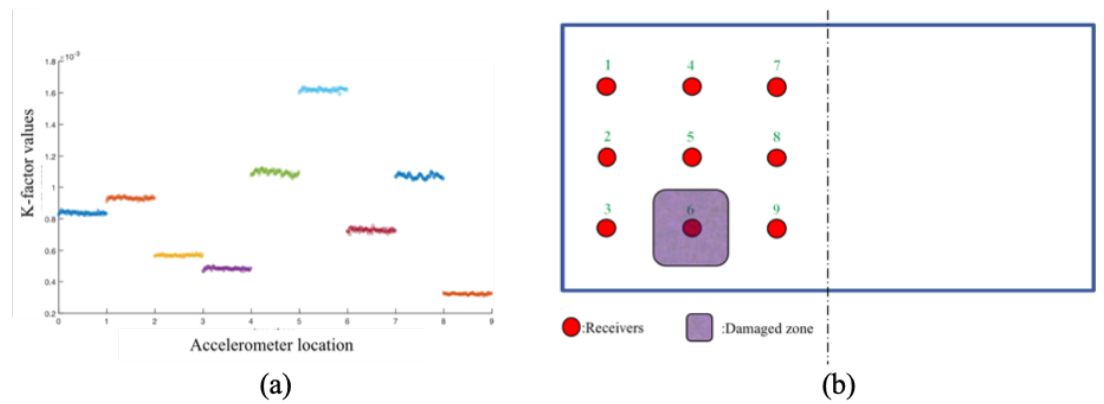 ×10⁻³
1.8
1.6
1.4
1.2
1
0.8
0.6
0.4
0.2
K-factor values
0 1 2 3 4 5 6 7 8 9
Accelerometer location
(a)
1 4 7
2 5 8
3 6 9
:Receivers :Damaged zone
(b)